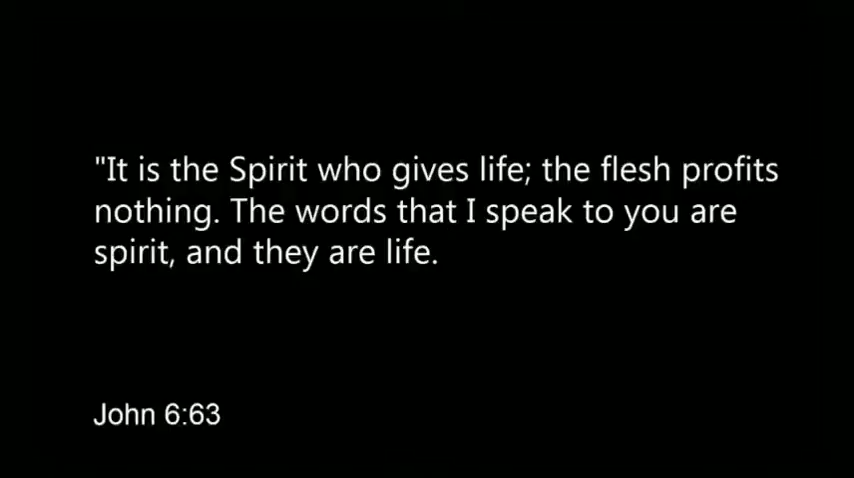 "It is the Spirit who gives life; the flesh profits
nothing. The words that I speak to you are
spirit, and they are life.
John 6:63